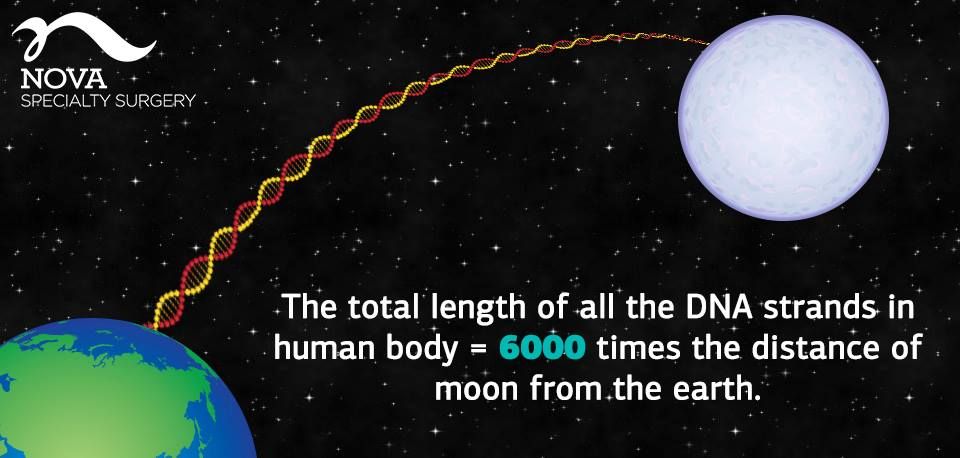 NOVA
SPECIALTY SURGERY
The total length of all the DNA strands in
human body = 6000 times the distance of
moon from the earth.